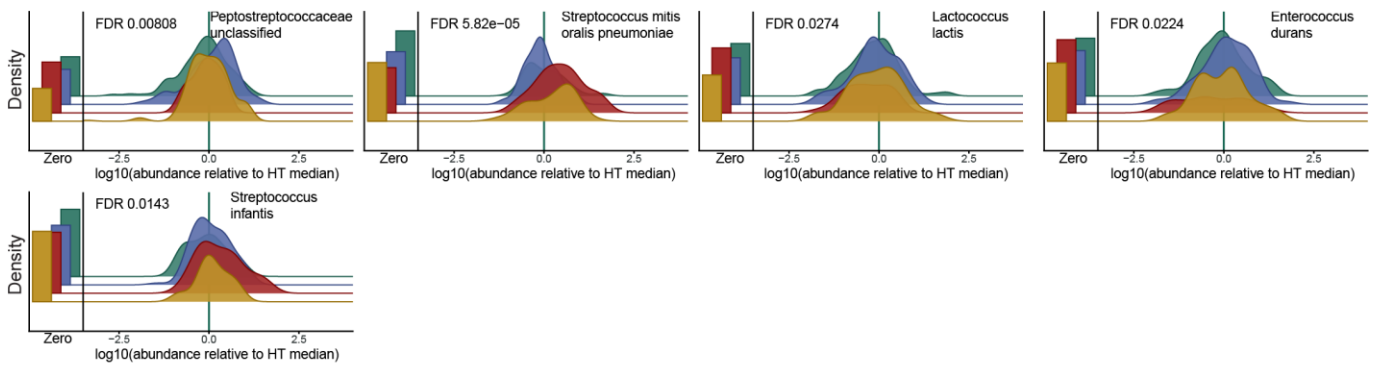 FDR 0.00808
Peptostreptococcaceae
unclassified
Density
Zero
−2.5
0.0
2.5
log10(abundance relative to HT median)
FDR 5.82e−05
Streptococcus mitis
oralis pneumoniae
Zero
−2.5
0.0
2.5
log10(abundance relative to HT median)
FDR 0.0274
Lactococcus
lactis
Zero
−2.5
0.0
2.5
log10(abundance relative to HT median)
FDR 0.0224
Enterococcus
durans
Zero
−2.5
0.0
2.5
log10(abundance relative to HT median)
FDR 0.0143
Streptococcus
infantis
Density
Zero
−2.5
0.0
2.5
log10(abundance relative to HT median)